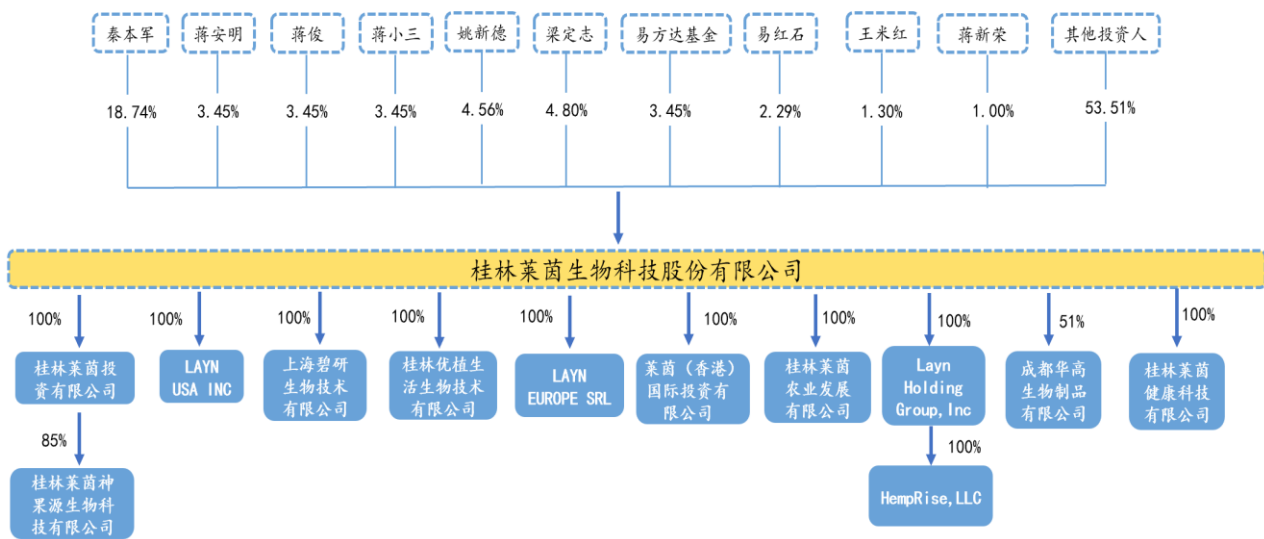 秦本军
蒋安明
蒋俊
蒋小三
姚新德
梁定志
易方达基金
易红石
王米红
蒋新荣
其他投资人
18.74%
3.45%
3.45%
3.45%
4.56%
4.80%
3.45%
2.29%
1.30%
1.00%
53.51%
桂林莱茵生物科技股份有限公司
100%
100%
100%
100%
100%
100%
100%
100%
51%
100%
桂林莱茵投
资有限公司
LAYN
USA INC
上海碧研
生物技术
有限公司
桂林优植生
活生物技术
有限公司
LAYN
EUROPE SRL
莱茵（香港）
国际投资有
限公司
桂林莱茵
农业发展
有限公司
Layn
Holding
Group,Inc
成都华高
生物制品
有限公司
桂林莱茵
健康科技
有限公司
85%
100%
桂林莱茵神
果源生物科
技有限公司
HempRise,LLC